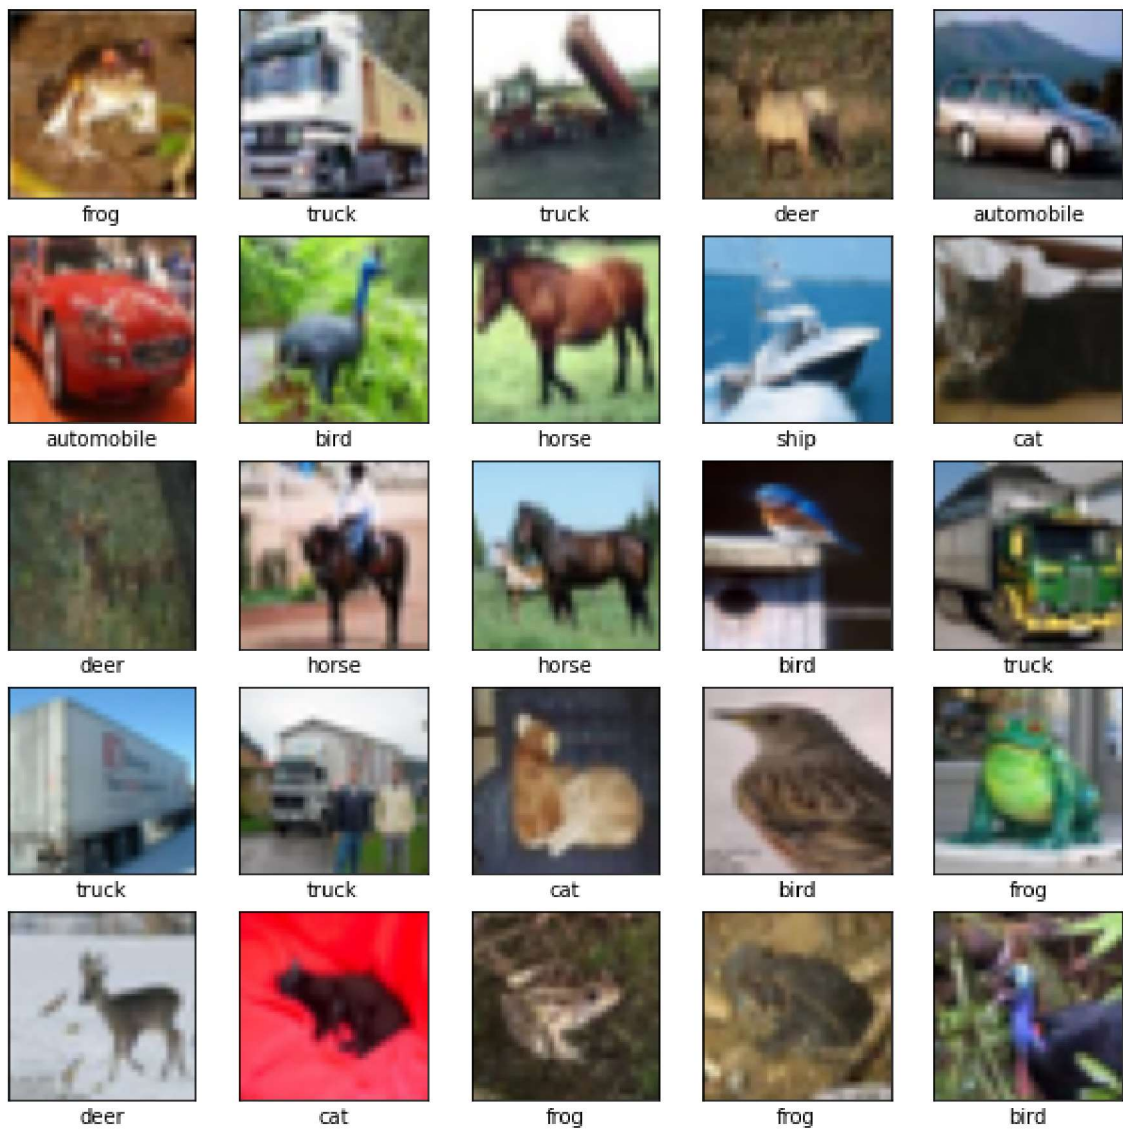 frog truck truck deer automobile
automobile bird horse ship cat
deer horse horse bird truck
truck truck cat bird frog
deer cat frog frog bird